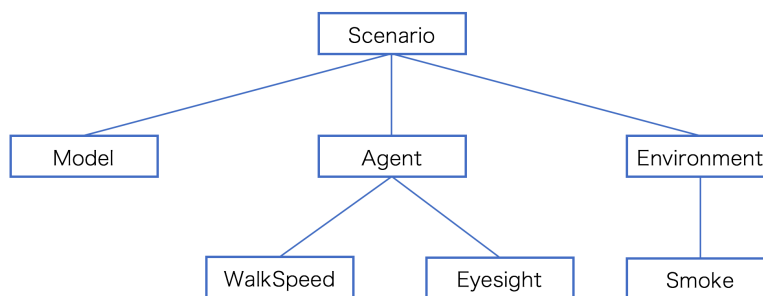 Scenario
Model
Agent
Environment
WalkSpeed
Eyesight
Smoke